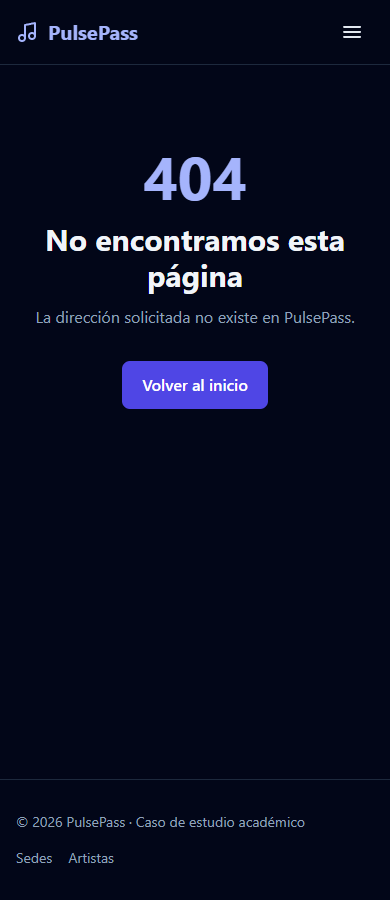 PulsePass
404
No encontramos esta
página
La dirección solicitada no existe en PulsePass.
Volver al inicio
© 2026 PulsePass · Caso de estudio académico
Sedes Artistas